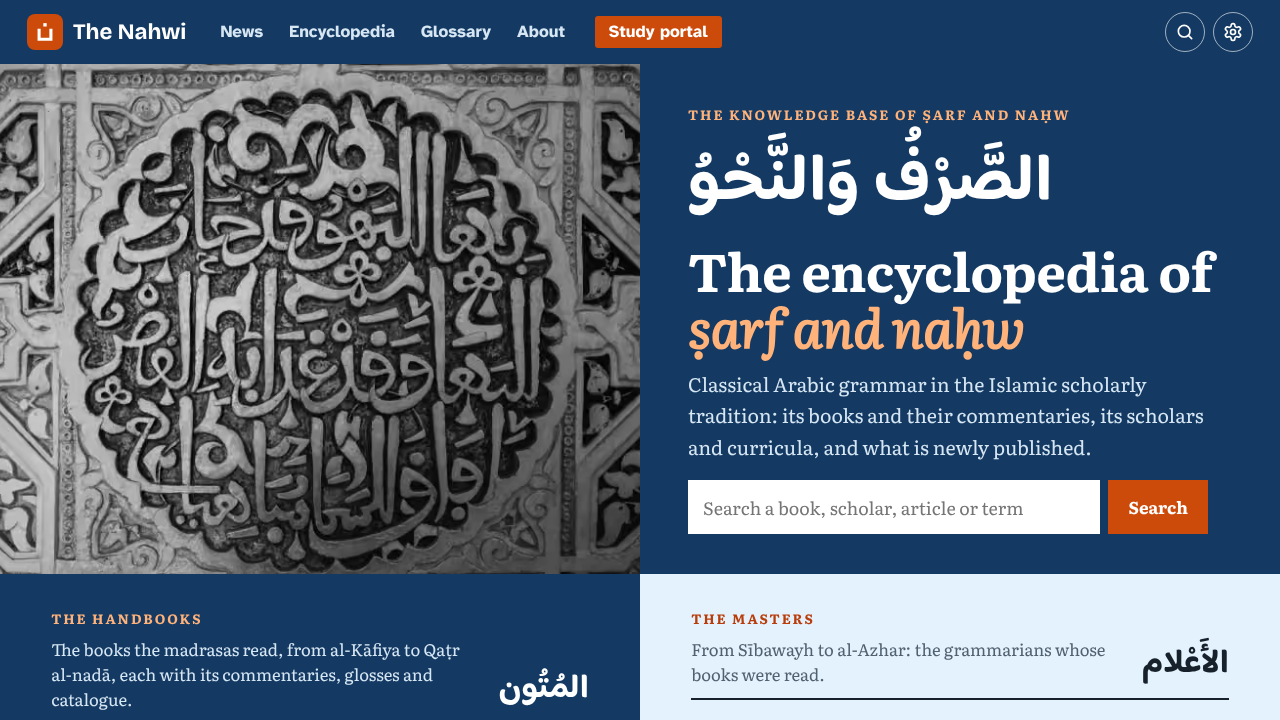 ن The Nahwi
News
Encyclopedia
Glossary
About
Study portal
THE KNOWLEDGE BASE OF ṢARF AND NAḤW
الصَّرْفُ وَالنَّحْوُ
The encyclopedia of
ṣarf and naḥw
Classical Arabic grammar in the Islamic scholarly
tradition: its books and their commentaries, its scholars
and curricula, and what is newly published.
Search a book, scholar, article or term
Search
THE HANDBOOKS
The books the madrasas read, from al-Kāfiya to Qaṭr
al-nadā, each with its commentaries, glosses and
catalogue.
المُتُون
THE MASTERS
From Sībawayh to al-Azhar: the grammarians whose
books were read.
الأَعْلام